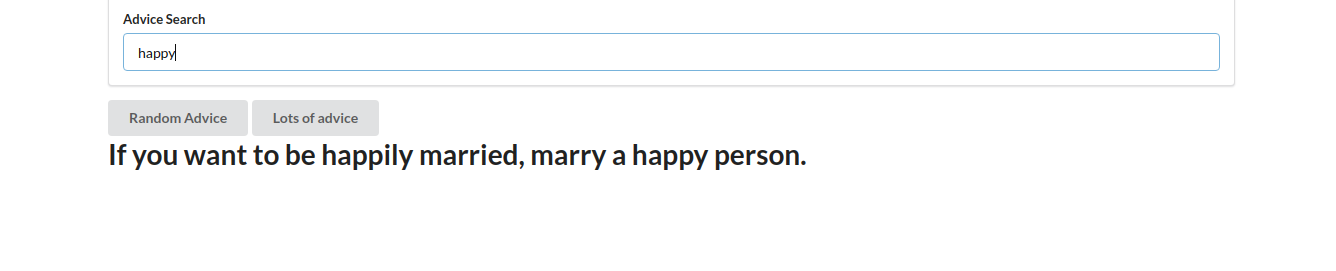 Advice Search
happy
Random Advice Lots of advice
If you want to be happily married, marry a happy person.